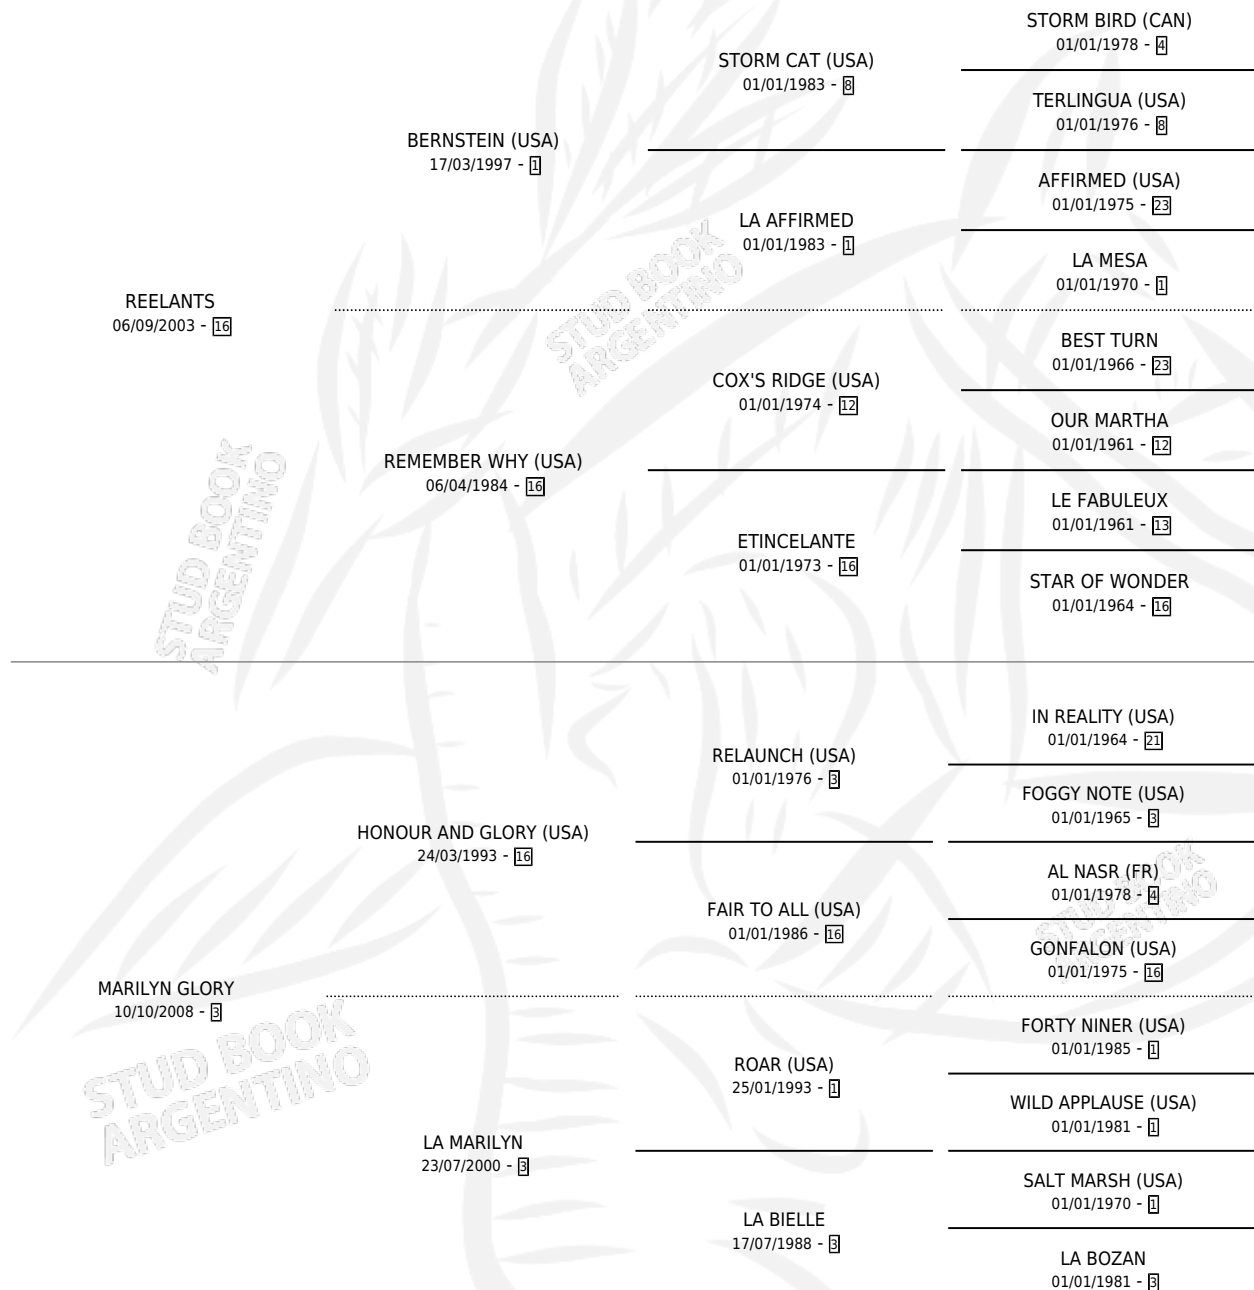 STORM BIRD (CAN)
01/01/1978 - 4
STORM CAT (USA)
01/01/1983 - 8
TERLINGUA (USA)
01/01/1976 - 8
BERNSTEIN (USA)
17/03/1997 - 1
AFFIRMED (USA)
01/01/1975 - 23
LA AFFIRMED
01/01/1983 - 1
LA MESA
01/01/1970 - 1
REELANTS
06/09/2003 - 16
BEST TURN
01/01/1966 - 23
COX'S RIDGE (USA)
01/01/1974 - 12
OUR MARTHA
01/01/1961 - 12
REMEMBER WHY (USA)
06/04/1984 - 16
LE FABULEUX
01/01/1961 - 13
ETINCELANTE
01/01/1973 - 16
STAR OF WONDER
01/01/1964 - 16
IN REALITY (USA)
01/01/1964 - 21
RELAUNCH (USA)
01/01/1976 - 3
FOGGY NOTE (USA)
01/01/1965 - 3
HONOUR AND GLORY (USA)
24/03/1993 - 16
AL NASR (FR)
01/01/1978 - 4
FAIR TO ALL (USA)
01/01/1986 - 16
GONFALON (USA)
01/01/1975 - 16
MARILYN GLORY
10/10/2008 - 3
FORTY NINER (USA)
01/01/1985 - 1
ROAR (USA)
25/01/1993 - 1
WILD APPLAUSE (USA)
01/01/1981 - 1
LA MARILYN
23/07/2000 - 3
SALT MARSH (USA)
01/01/1970 - 1
LA BIELLE
17/07/1988 - 3
LA BOZAN
01/01/1981 - 3
STUD BOOK
ARGENTINO
STUD BOOK
ARGENTINO
STUD BOOK
ARGENTINO
STUD BOOK
ARGENTINO